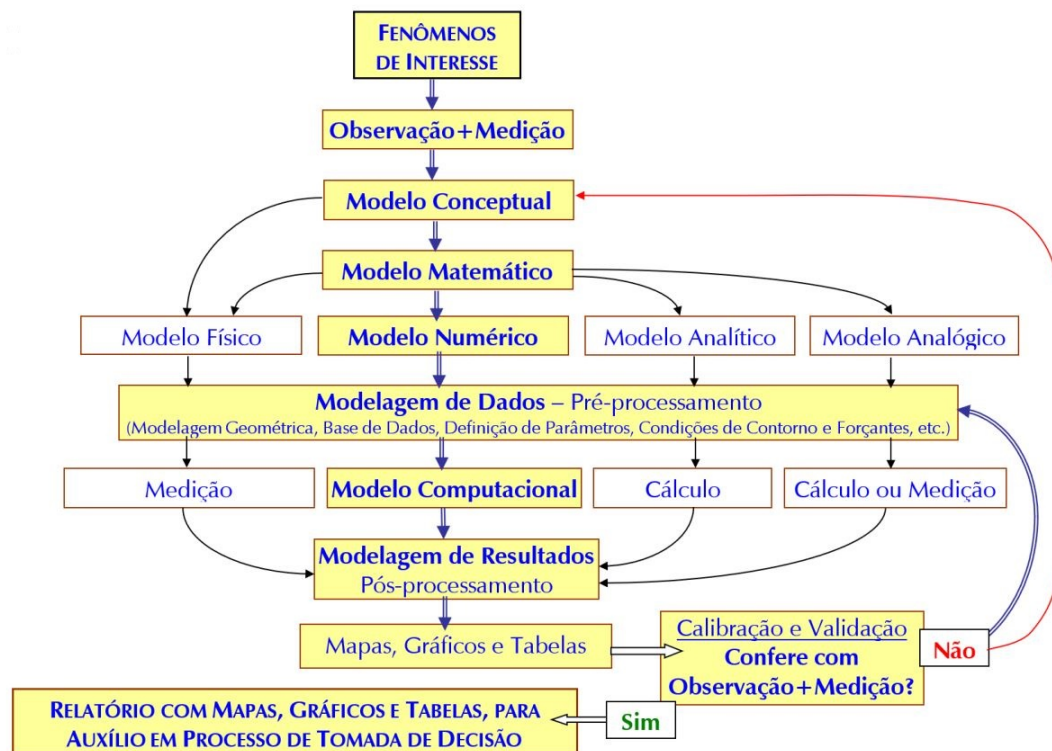 FENÔMENOS
DE INTERESSE
Observação+Medição
Modelo Conceptual
Modelo Matemático
Modelo Físico
Modelo Numérico
Modelo Analítico
Modelo Analógico
Modelagem de Dados – Pré-processamento
(Modelagem Geométrica, Base de Dados, Definição de Parâmetros, Condições de Contorno e Forçantes, etc.)
Medição
Modelo Computacional
Cálculo
Cálculo ou Medição
Modelagem de Resultados
Pós-processamento
Mapas, Gráficos e Tabelas
Calibração e Validação
Confere com
Observação+Medição?
Não
Sim
RELATÓRIO COM MAPAS, GRÁFICOS E TABELAS, PARA
AUXÍLIO EM PROCESSO DE TOMADA DE DECISÃO